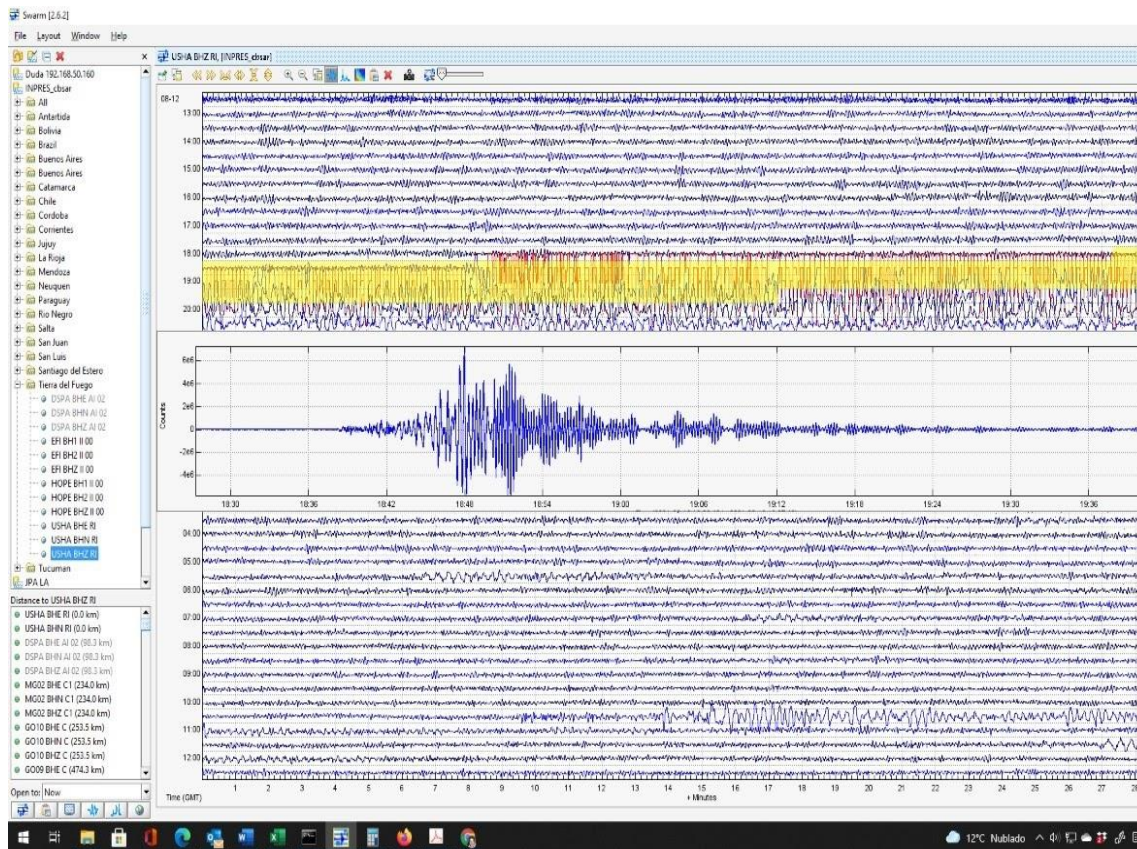 Swarm [2.6.2]
File Layout Window Help
Duda 192.168.50.160
INPRES_cbsar
All
Antartida
Bolivia
Brazil
Buenos Aires
Buenos Aires
Catamarca
Chile
Cordoba
Corrientes
Jujuy
La Rioja
Mendoza
Neuquen
Paraguay
Rio Negro
Salta
San Juan
San Luis
Santiago del Estero
Tierra del Fuego
DSPA BHE AI 02
DSPA BHN AI 02
DSPA BHZ AI 02
EFI BH1 II 00
EFI BH2 II 00
EFI BHZ II 00
HOPE BH1 II 00
HOPE BH2 II 00
HOPE BHZ II 00
USHA BHE RI
USHA BHN RI
USHA BHZ RI
Tucuman
JPA LA
Distance to USHA BHZ RI
USHA BHE RI (0.0 km)
USHA BHN RI (0.0 km)
DSPA BHE AI 02 (98.3 km)
DSPA BHN AI 02 (98.3 km)
DSPA BHZ AI 02 (98.3 km)
MG02 BHE C1 (234.0 km)
MG02 BHN C1 (234.0 km)
MG02 BHZ C1 (234.0 km)
GO10 BHE C (253.5 km)
GO10 BHN C (253.5 km)
GO10 BHZ C (253.5 km)
GO09 BHE C (474.3 km)
Open to: Now
USHA BHZ RI, [INPRES_cbsar]
08-12
13:00
14:00
15:00
16:00
17:00
18:00
19:00
20:00
Counts
6e6
4e6
2e6
0
-2e6
-4e6
18:30 18:36 18:42 18:48 18:54 19:00 19:06 19:12 19:18 19:24 19:30 19:36
04:00
05:00
06:00
07:00
08:00
09:00
10:00
11:00
12:00
1 2 3 4 5 6 7 8 9 10 11 12 13 14 15 16 17 18 19 20 21 22 23 24 25 26 27 28
Time (GMT)
+ Minutes
12°C Nublado